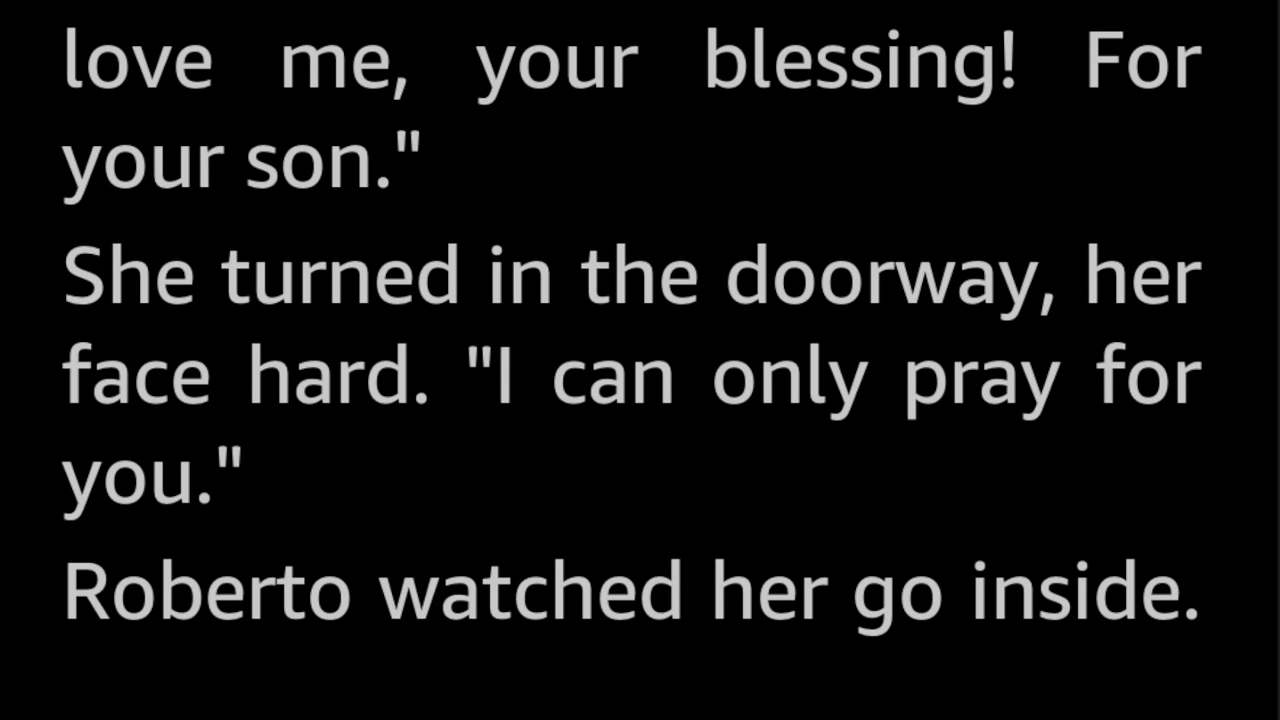 love me, your blessing! For
your son."
She turned in the doorway, her
face hard. "I can only pray for
you."
Roberto watched her go inside.